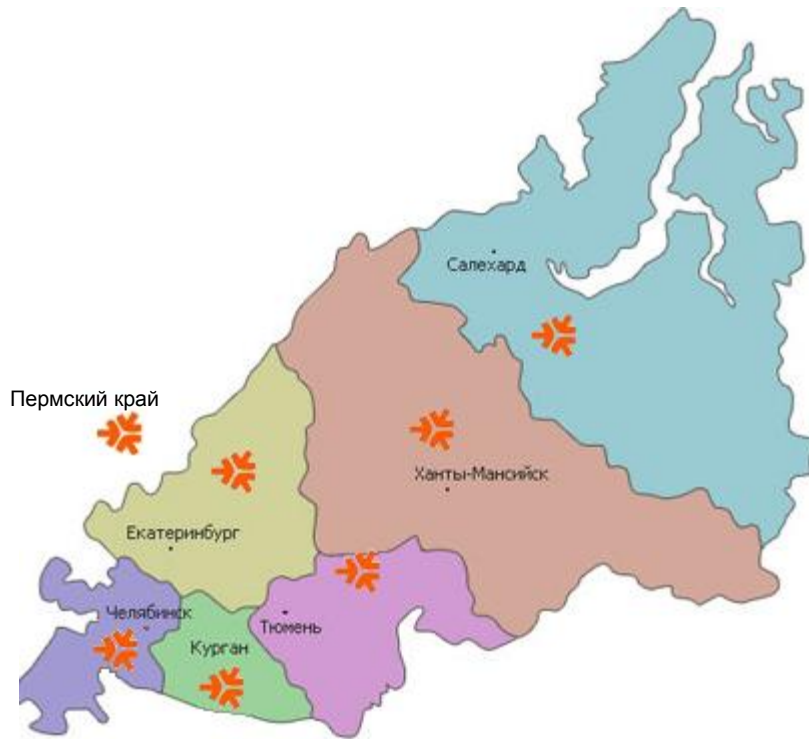 Салехард
Пермский край
Ханты-Мансийск
Екатеринбург
Челябинск
Тюмень
Курган